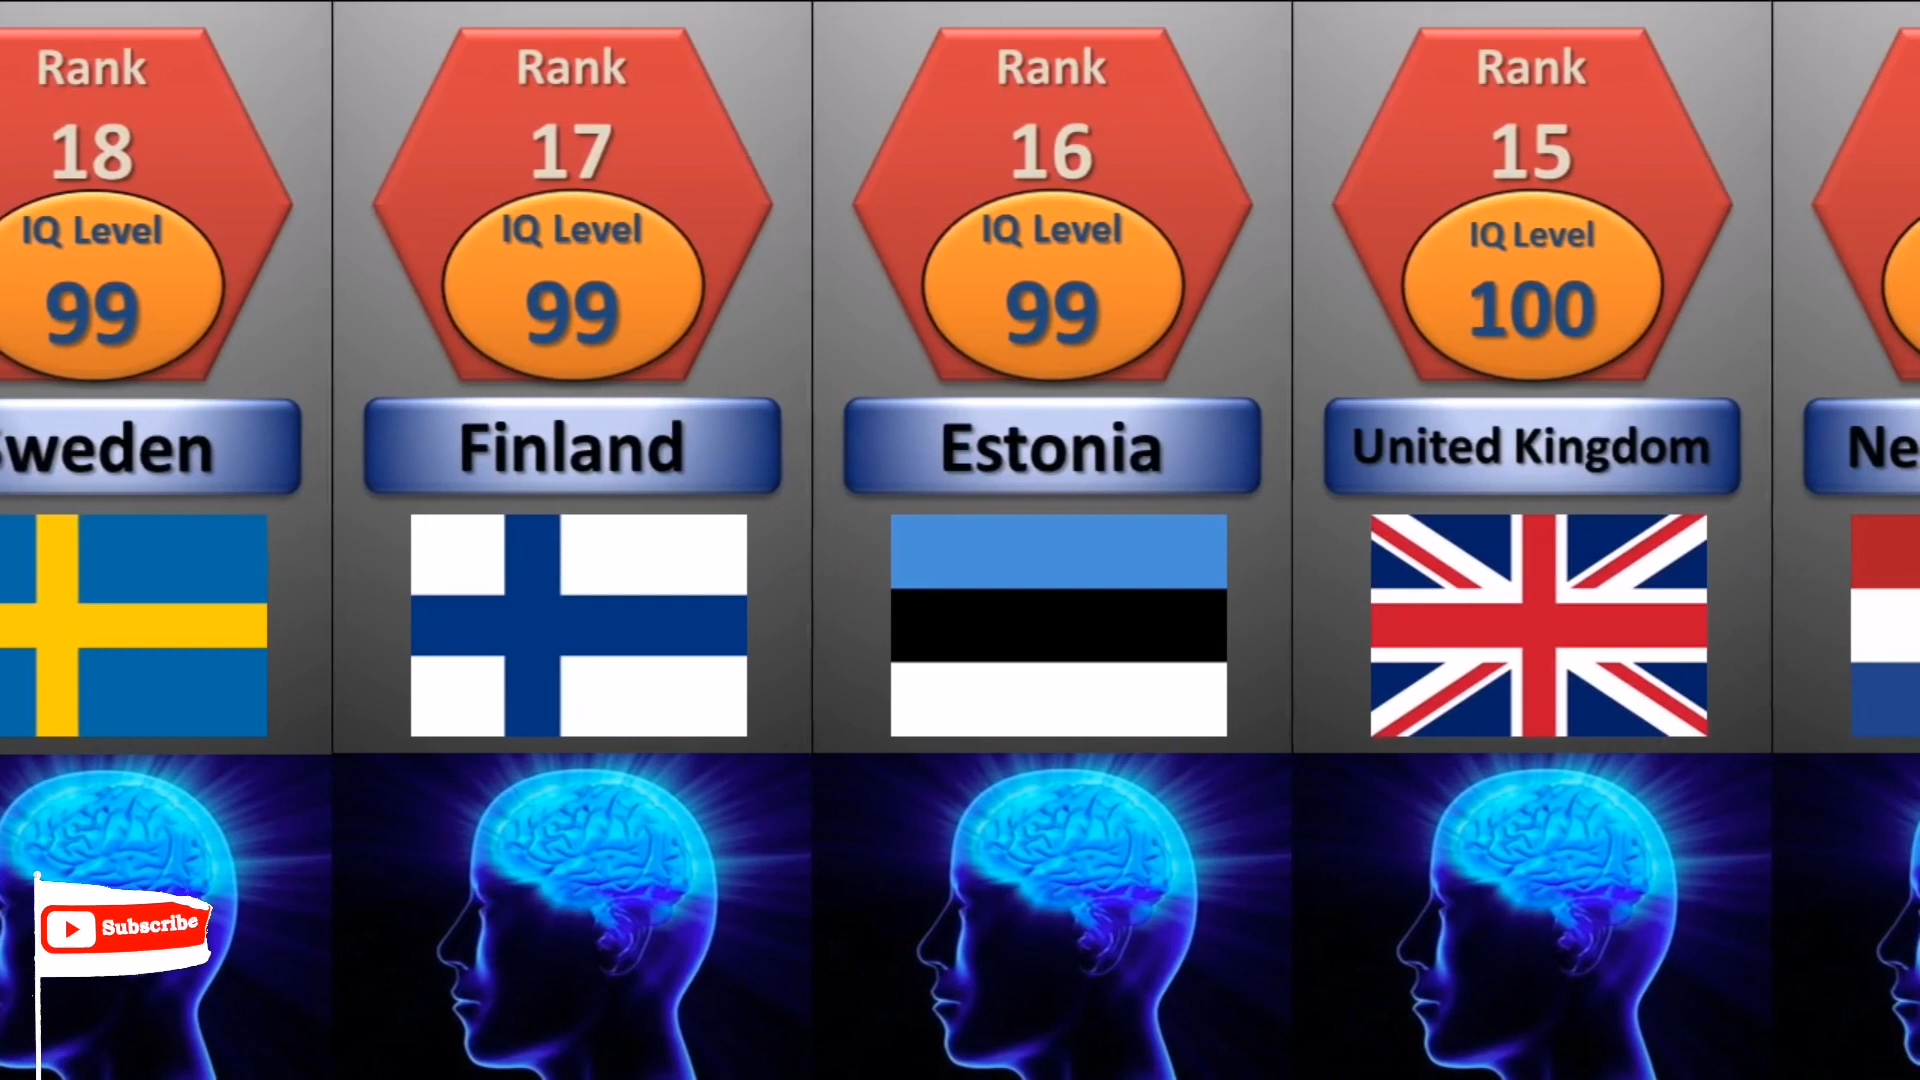 Rank
18
IQ Level
99
Sweden
Rank
17
IQ Level
99
Finland
Rank
16
IQ Level
99
Estonia
Rank
15
IQ Level
100
United Kingdom
Ne
Subscribe